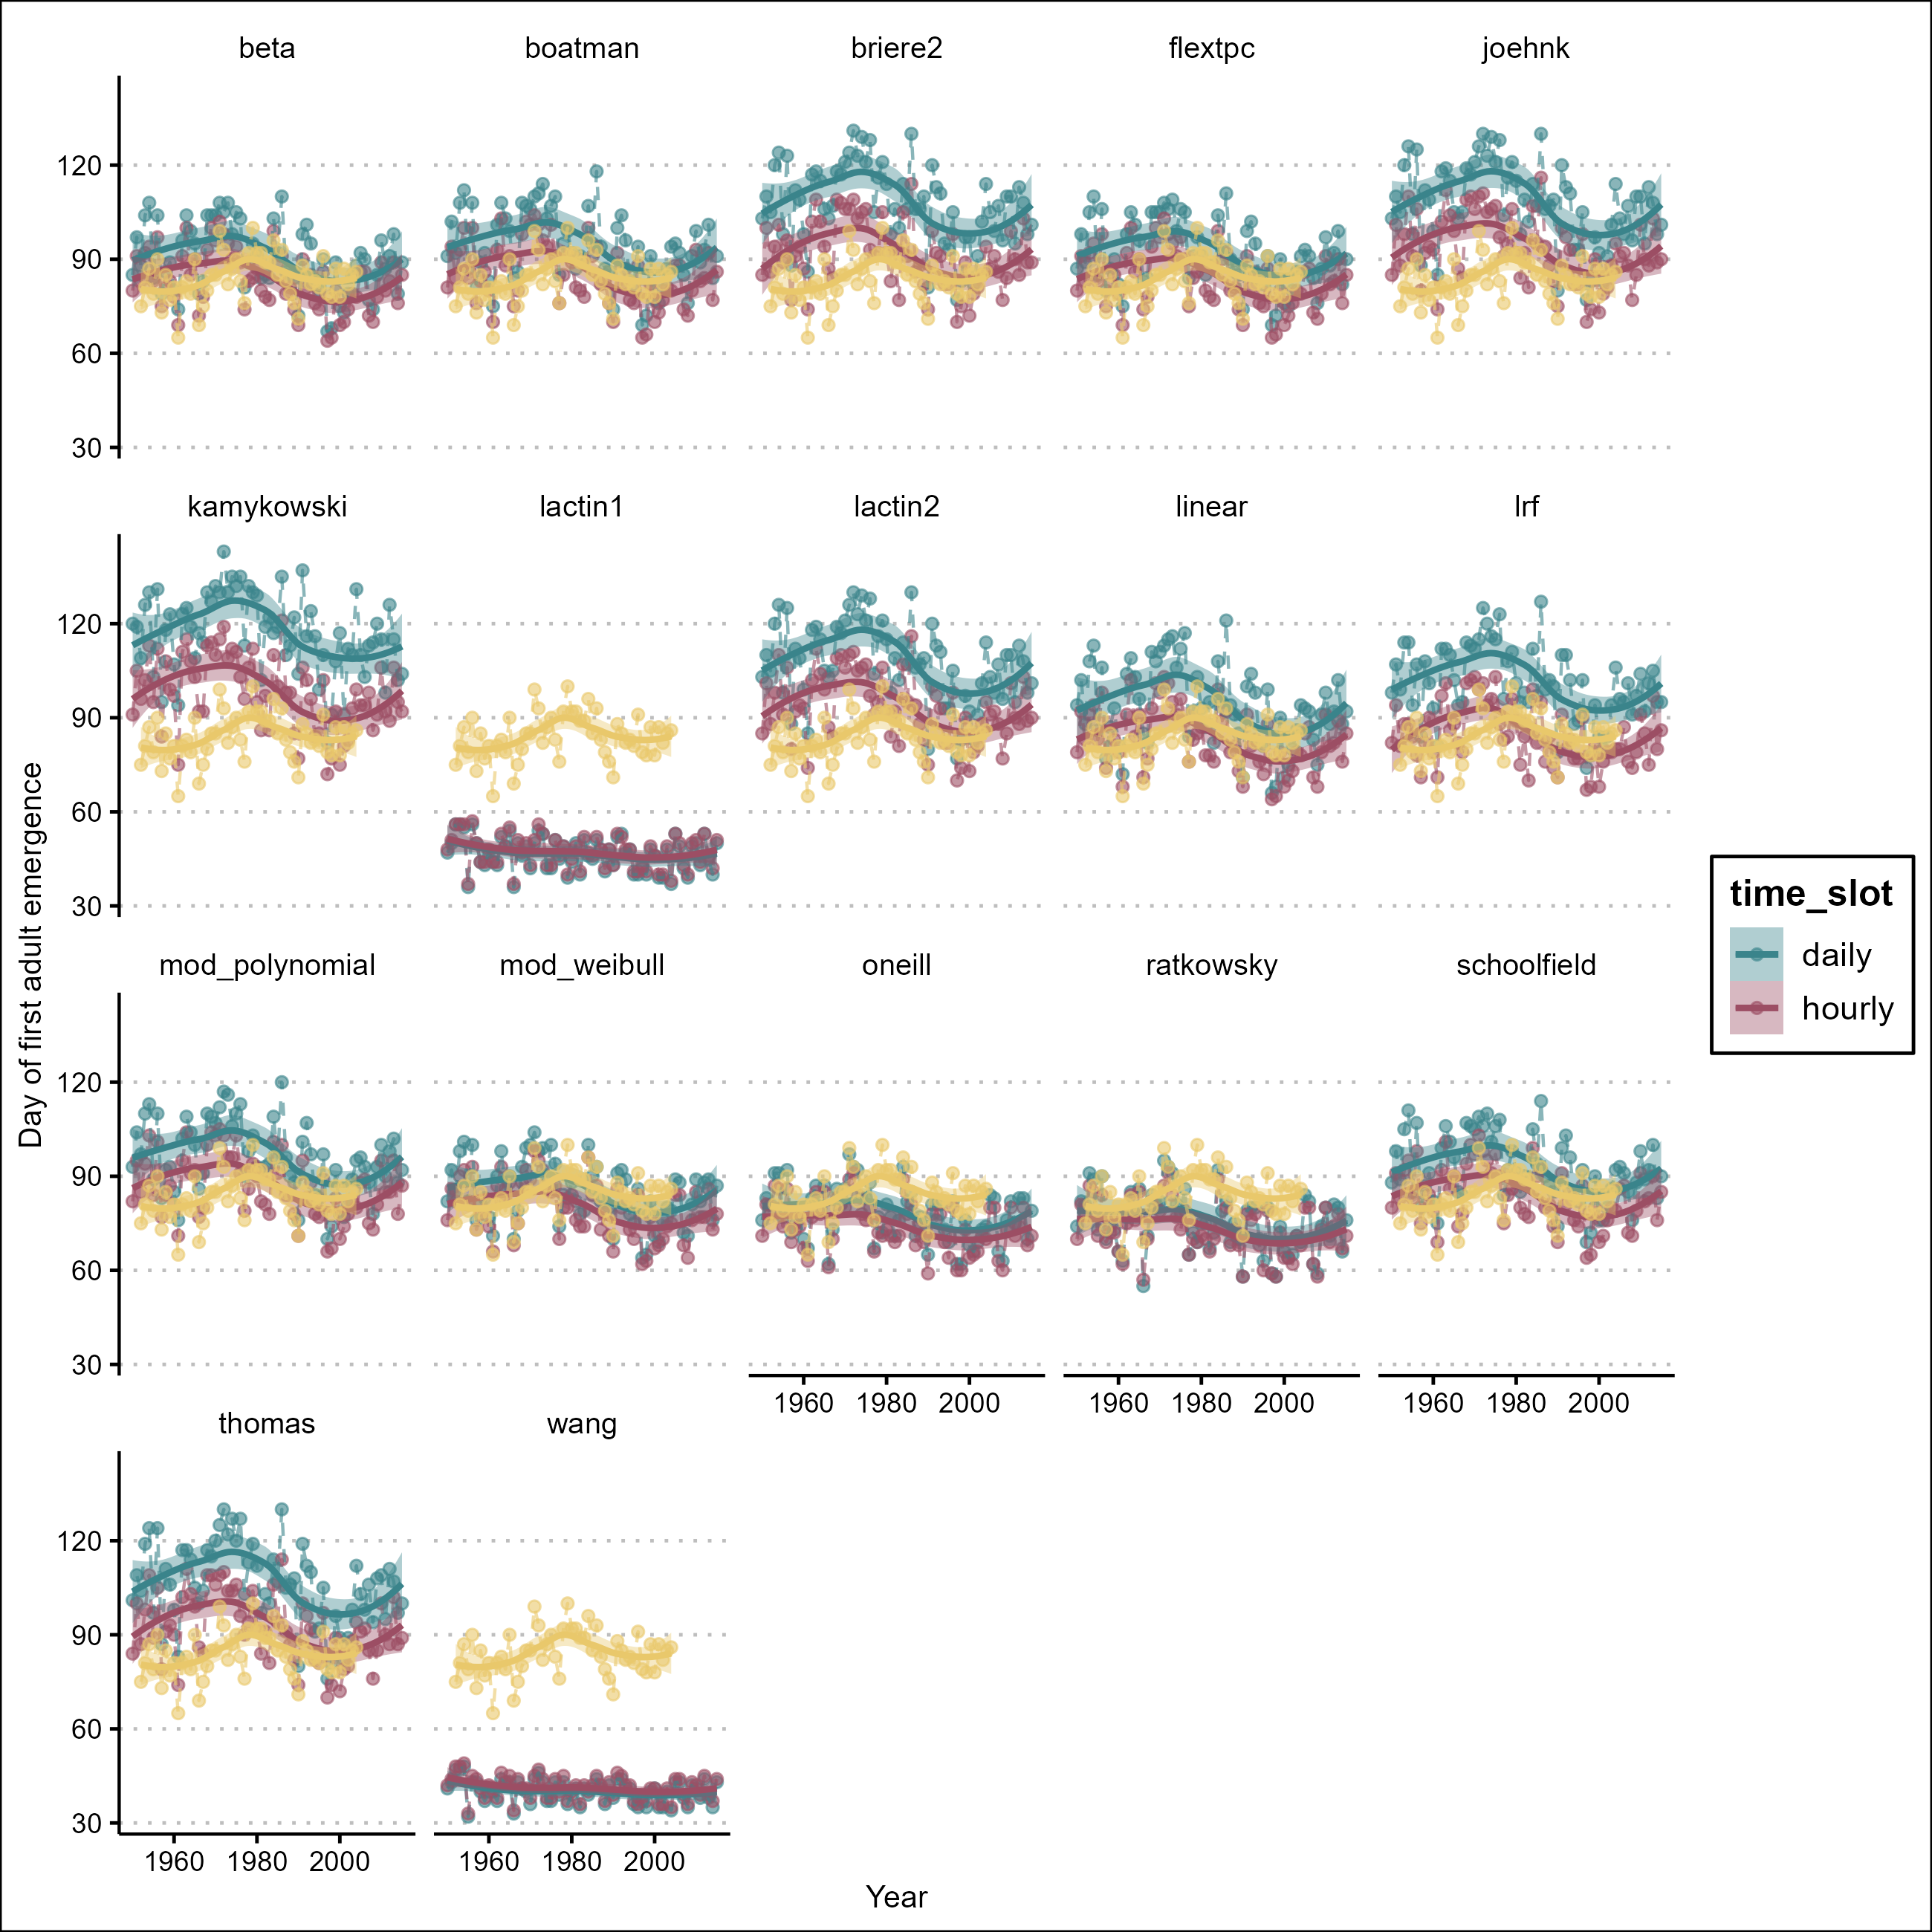 beta boatman briere2 flextpc joehnk
120
90
60
30
kamykowski lactin1 lactin2 linear lrf
120
90
60
30
Day of first adult emergence
time_slot
daily
hourly
mod_polynomial mod_weibull oneill ratkowsky schoolfield
120
90
60
30
1960 1980 2000 1960 1980 2000 1960 1980 2000
thomas wang
120
90
60
30
1960 1980 2000 1960 1980 2000
Year